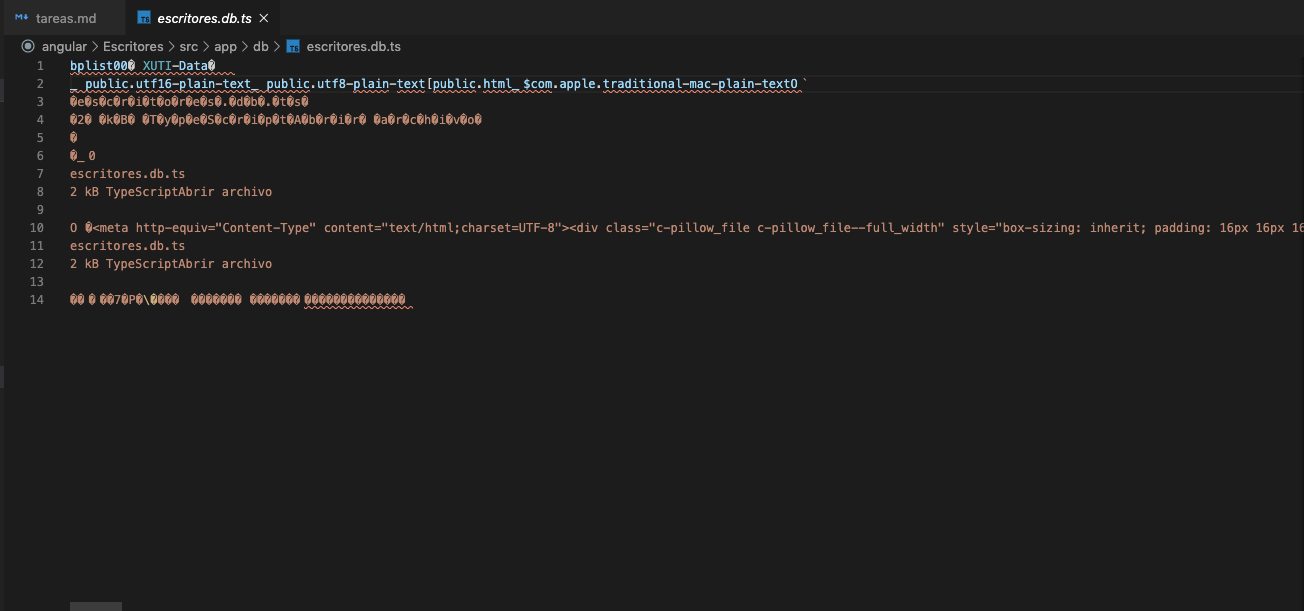 tareas.md
escritores.db.ts
angular > Escritores > src > app > db > escritores.db.ts
1 bplist00� XUTI-Data�
2 _ public.utf16-plain-text_ public.utf8-plain-text[public.html_ $com.apple.traditional-mac-plain-textO `
3 �e�s�c�r�i�t�o�r�e�s�.�d�b�.�t�s�
4 �2� �k�B� �T�y�p�e�S�c�r�i�p�t�A�b�r�i�r� �a�r�c�h�i�v�o�
5 �
6 �_ 0
7 escritores.db.ts
8 2 kB TypeScriptAbrir archivo
9
10 O �<meta http-equiv="Content-Type" content="text/html;charset=UTF-8"><div class="c-pillow_file c-pillow_file--full_width" style="box-sizing: inherit; padding: 16px 16px 16
11 escritores.db.ts
12 2 kB TypeScriptAbrir archivo
13
14 �� � ��7�P�\���� ������� ������� ��������������